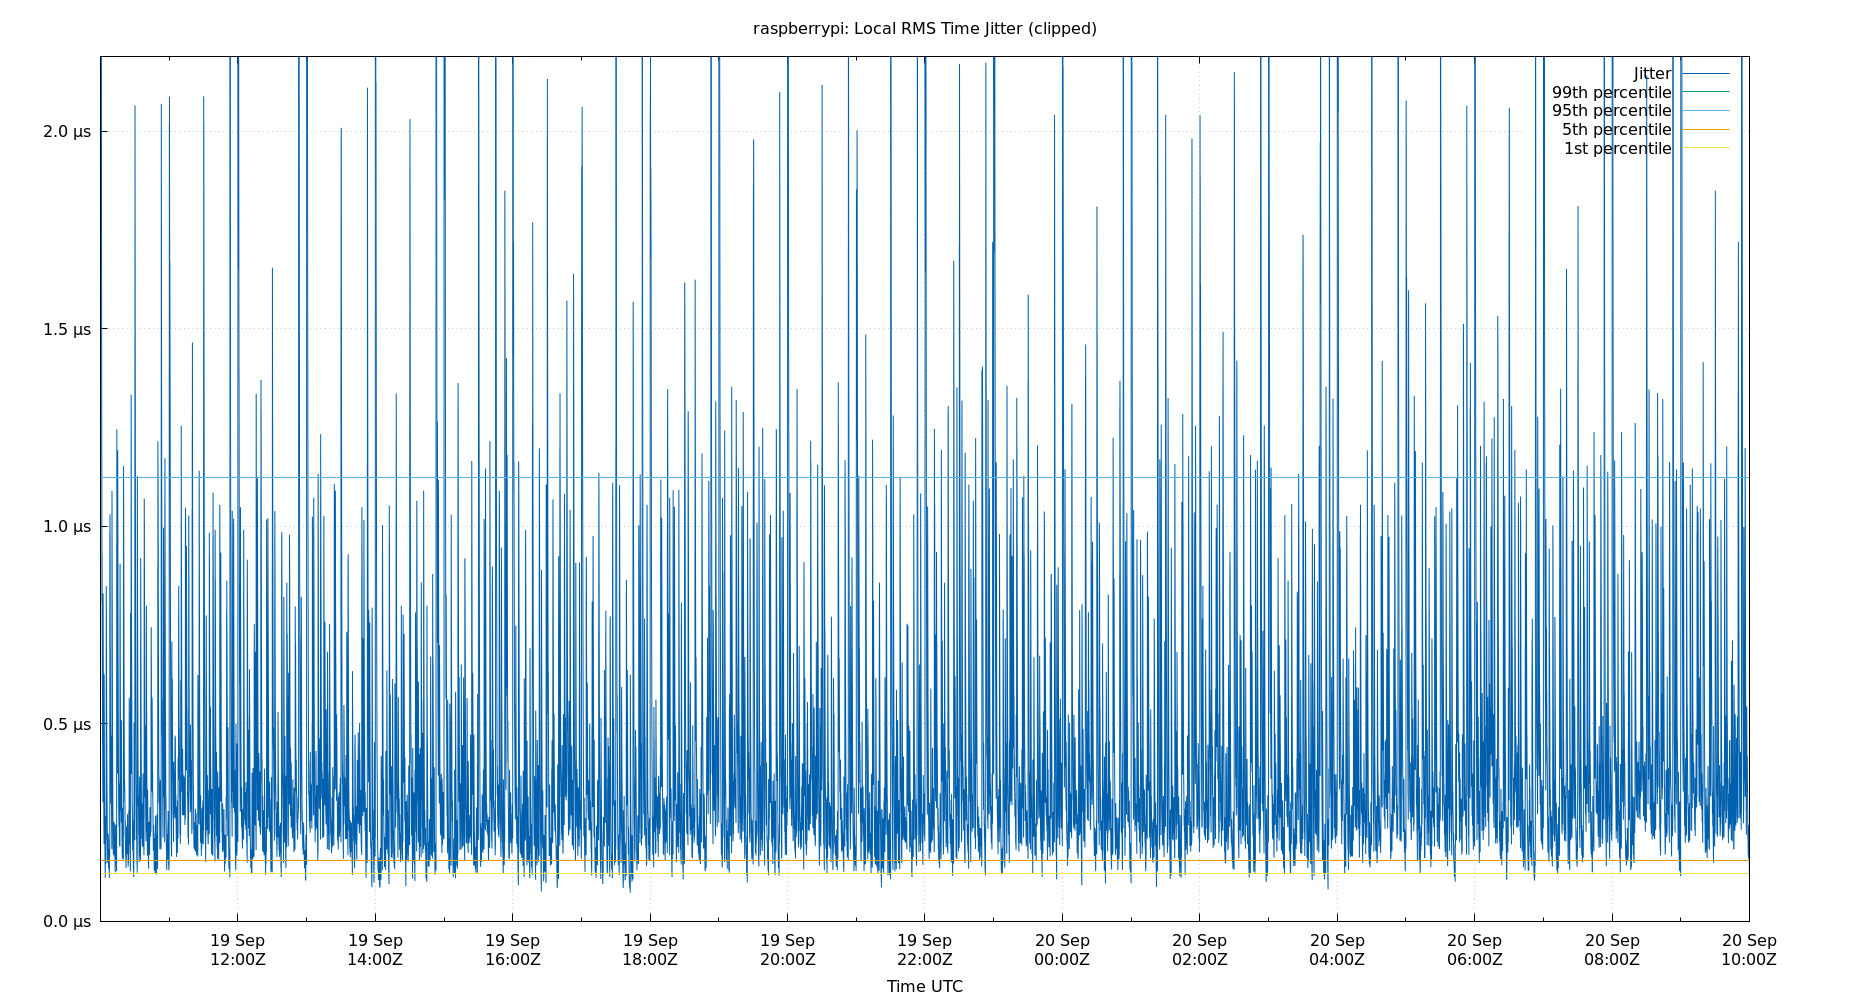 raspberrypi: Local RMS Time Jitter (clipped)
Jitter
99th percentile
95th percentile
5th percentile
1st percentile
2.0 µs
1.5 µs
1.0 µs
0.5 µs
0.0 µs
19 Sep 19 Sep 19 Sep 19 Sep 19 Sep 19 Sep 20 Sep 20 Sep 20 Sep 20 Sep 20 Sep 20 Sep
12:00Z 14:00Z 16:00Z 18:00Z 20:00Z 22:00Z 00:00Z 02:00Z 04:00Z 06:00Z 08:00Z 10:00Z
Time UTC